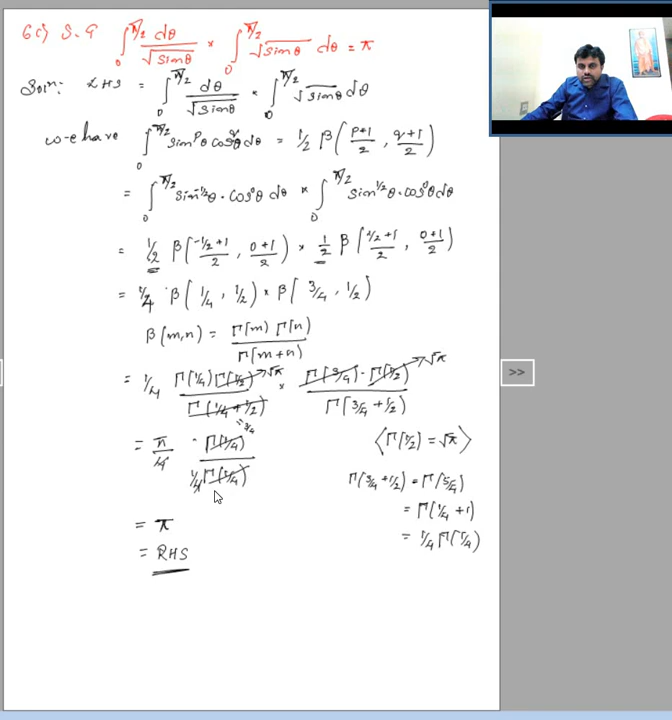 6c) S.T ∫₀^{π/2} dθ/√sinθ × ∫₀^{π/2} √sinθ dθ = π
Soln: LHS = ∫₀^{π/2} dθ/√sinθ × ∫₀^{π/2} √sinθ dθ
we have ∫₀^{π/2} sin^pθ cos^qθ dθ = 1/2 β((p+1)/2, (q+1)/2)
= ∫₀^{π/2} sin^{-1/2}θ · cos⁰θ dθ × ∫₀^{π/2} sin^{1/2}θ · cos⁰θ dθ
= 1/2 β((-1/2+1)/2, (0+1)/2) × 1/2 β((1/2+1)/2, (0+1)/2)
= 1/4 β(1/4, 1/2) × β(3/4, 1/2)
β(m,n) = Γ(m) Γ(n) / Γ(m+n)
= 1/4 Γ(1/4) Γ(1/2) → √π / Γ(1/4+1/2) = 3/4 × Γ(3/4) · Γ(1/2) → √π / Γ(3/4+1/2)
= π/4 · Γ(1/4) / 1/4 Γ(1/4)
⟨Γ(1/2) = √π⟩
Γ(3/4+1/2) = Γ(5/4)
= Γ(1/4+1)
= 1/4 Γ(1/4)
= π
= RHS
>>